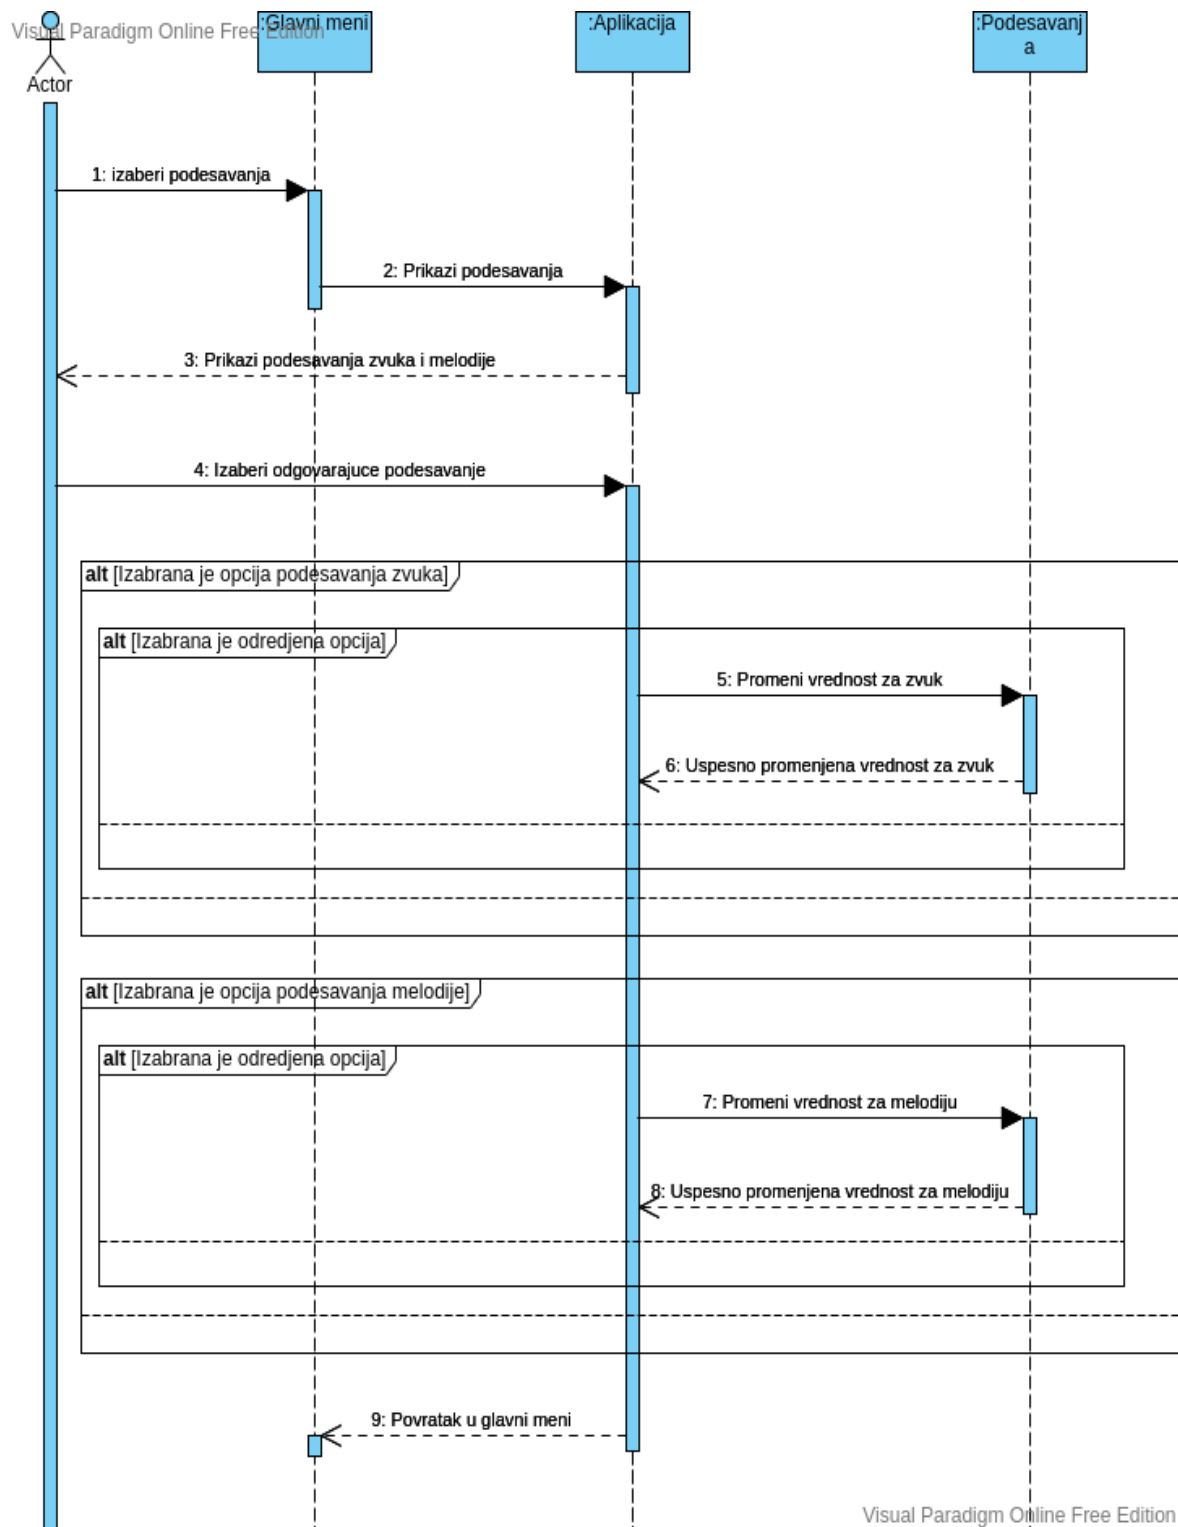 Visual Paradigm Online Free Edition
:Glavni meni
:Aplikacija
:Podesavanj
a
Actor
1: izaberi podesavanja
2: Prikazi podesavanja
3: Prikazi podesavanja zvuka i melodije
4: Izaberi odgovarajuce podesavanje
alt [Izabrana je opcija podesavanja zvuka]
alt [Izabrana je odredjena opcija]
5: Promeni vrednost za zvuk
6: Uspesno promenjena vrednost za zvuk
alt [Izabrana je opcija podesavanja melodije]
alt [Izabrana je odredjena opcija]
7: Promeni vrednost za melodiju
8: Uspesno promenjena vrednost za melodiju
9: Povratak u glavni meni
Visual Paradigm Online Free Edition